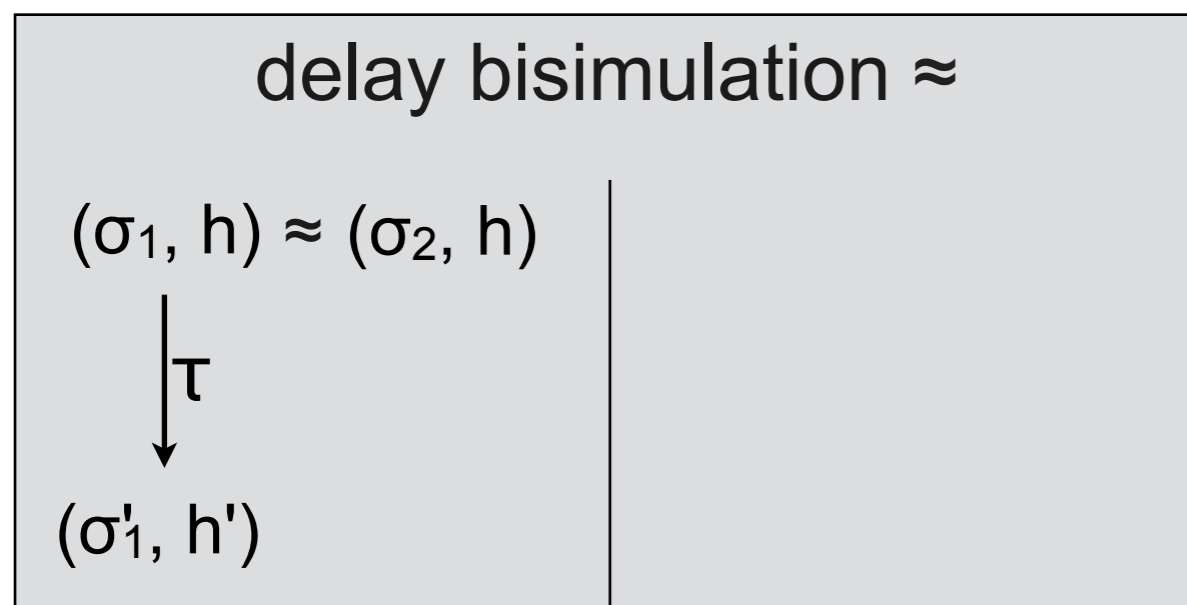 delay bisimulation ≈
(σ₁, h) ≈ (σ₂, h)
τ
(σ'₁, h')